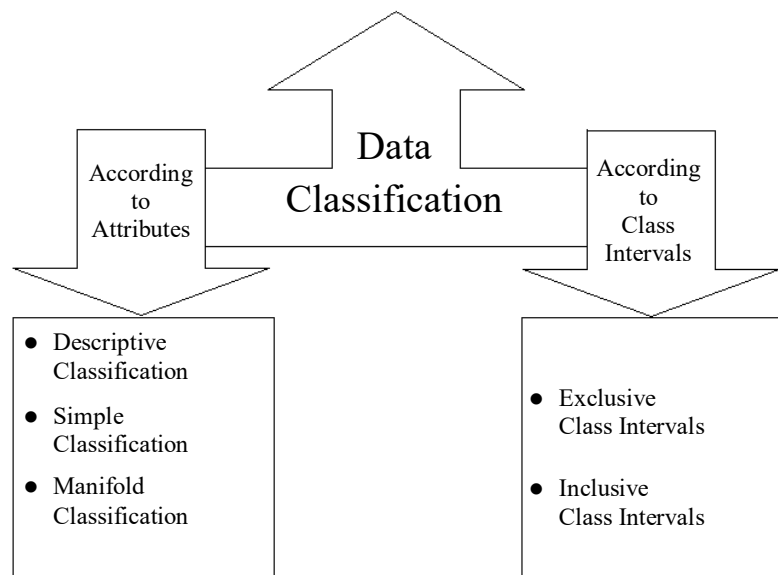 Data
Classification
According
to
Attributes
According
to
Class
Intervals
● Descriptive
Classification
● Simple
Classification
● Manifold
Classification
● Exclusive
Class Intervals
● Inclusive
Class Intervals